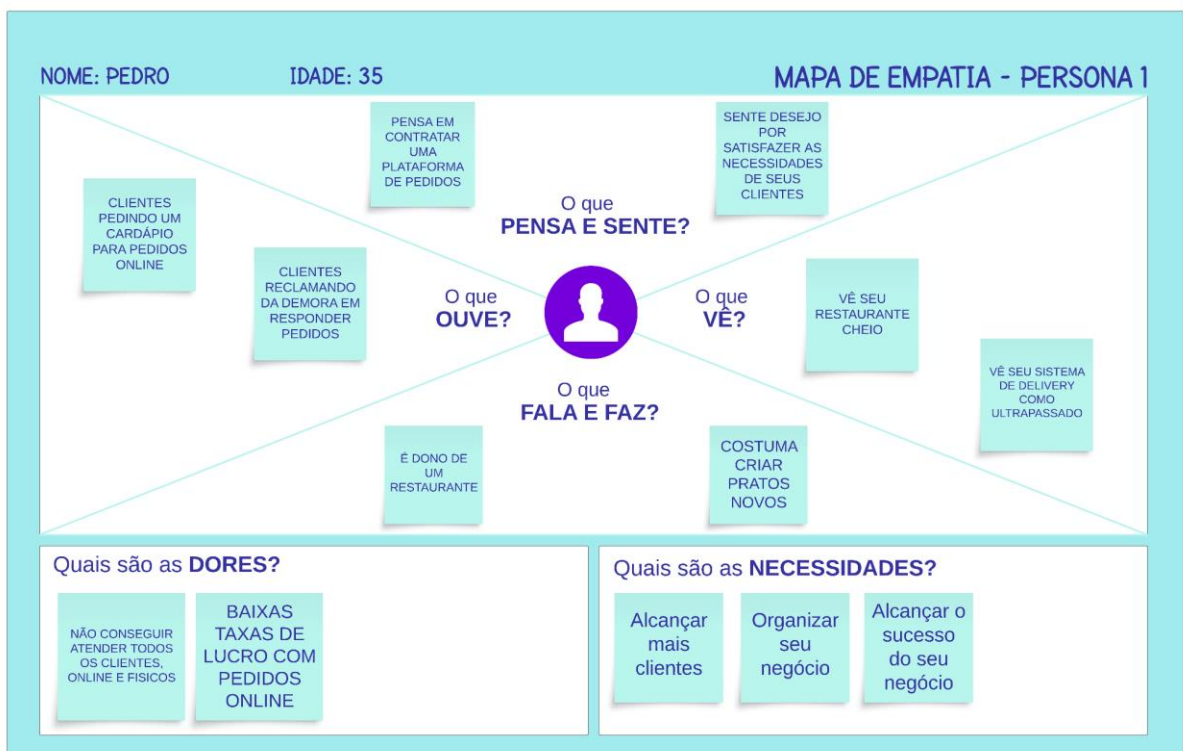 NOME: PEDRO
IDADE: 35
MAPA DE EMPATIA - PERSONA 1
PENSA EM
CONTRATAR
UMA
PLATAFORMA
DE PEDIDOS
SENTE DESEJO
POR
SATISFAZER AS
NECESSIDADES
DE SEUS
CLIENTES
O que
PENSA E SENTE?
CLIENTES
PEDINDO UM
CARDÁPIO
PARA PEDIDOS
ONLINE
CLIENTES
RECLAMANDO
DA DEMORA EM
RESPONDER
PEDIDOS
O que
OUVE?
O que
VÊ?
VÊ SEU
RESTAURANTE
CHEIO
VÊ SEU SISTEMA
DE DELIVERY
COMO
ULTRAPASSADO
O que
FALA E FAZ?
É DONO DE
UM
RESTAURANTE
COSTUMA
CRIAR
PRATOS
NOVOS
Quais são as DORES?
NÃO CONSEGUIR
ATENDER TODOS
OS CLIENTES,
ONLINE E FISICOS
BAIXAS
TAXAS DE
LUCRO COM
PEDIDOS
ONLINE
Quais são as NECESSIDADES?
Alcançar
mais
clientes
Organizar
seu
negócio
Alcançar o
sucesso
do seu
negócio